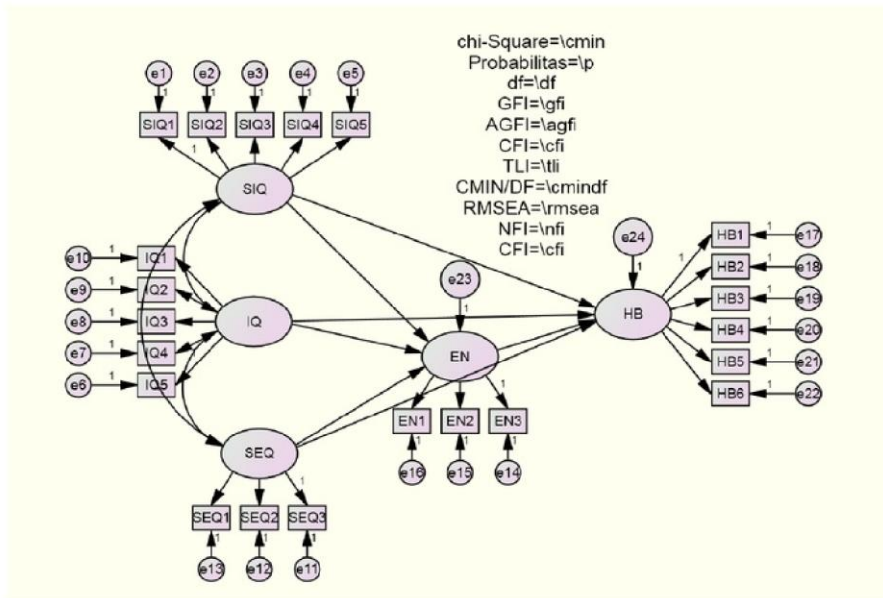 chi-Square=\cmin
Probabilitas=\p
df=\df
GFI=\gfi
AGFI=\agfi
CFI=\cfi
TLI=\tli
CMIN/DF=\cmindf
RMSEA=\rmsea
NFI=\nfi
CFI=\cfi
e1 e2 e3 e4 e5
1 1 1 1 1
SIQ1 SIQ2 SIQ3 SIQ4 SIQ5
1
SIQ
e10 1 IQ1
e9 1 IQ2
e8 1 IQ3
e7 1 IQ4
e6 1 IQ5
IQ
SEQ
1
SEQ1 SEQ2 SEQ3
1 1 1
e13 e12 e11
e23
1
EN
1
EN1 EN2 EN3
1 1 1
e16 e15 e14
e24
1
HB
1
HB1 1 e17
HB2 1 e18
HB3 1 e19
HB4 1 e20
HB5 1 e21
HB6 1 e22